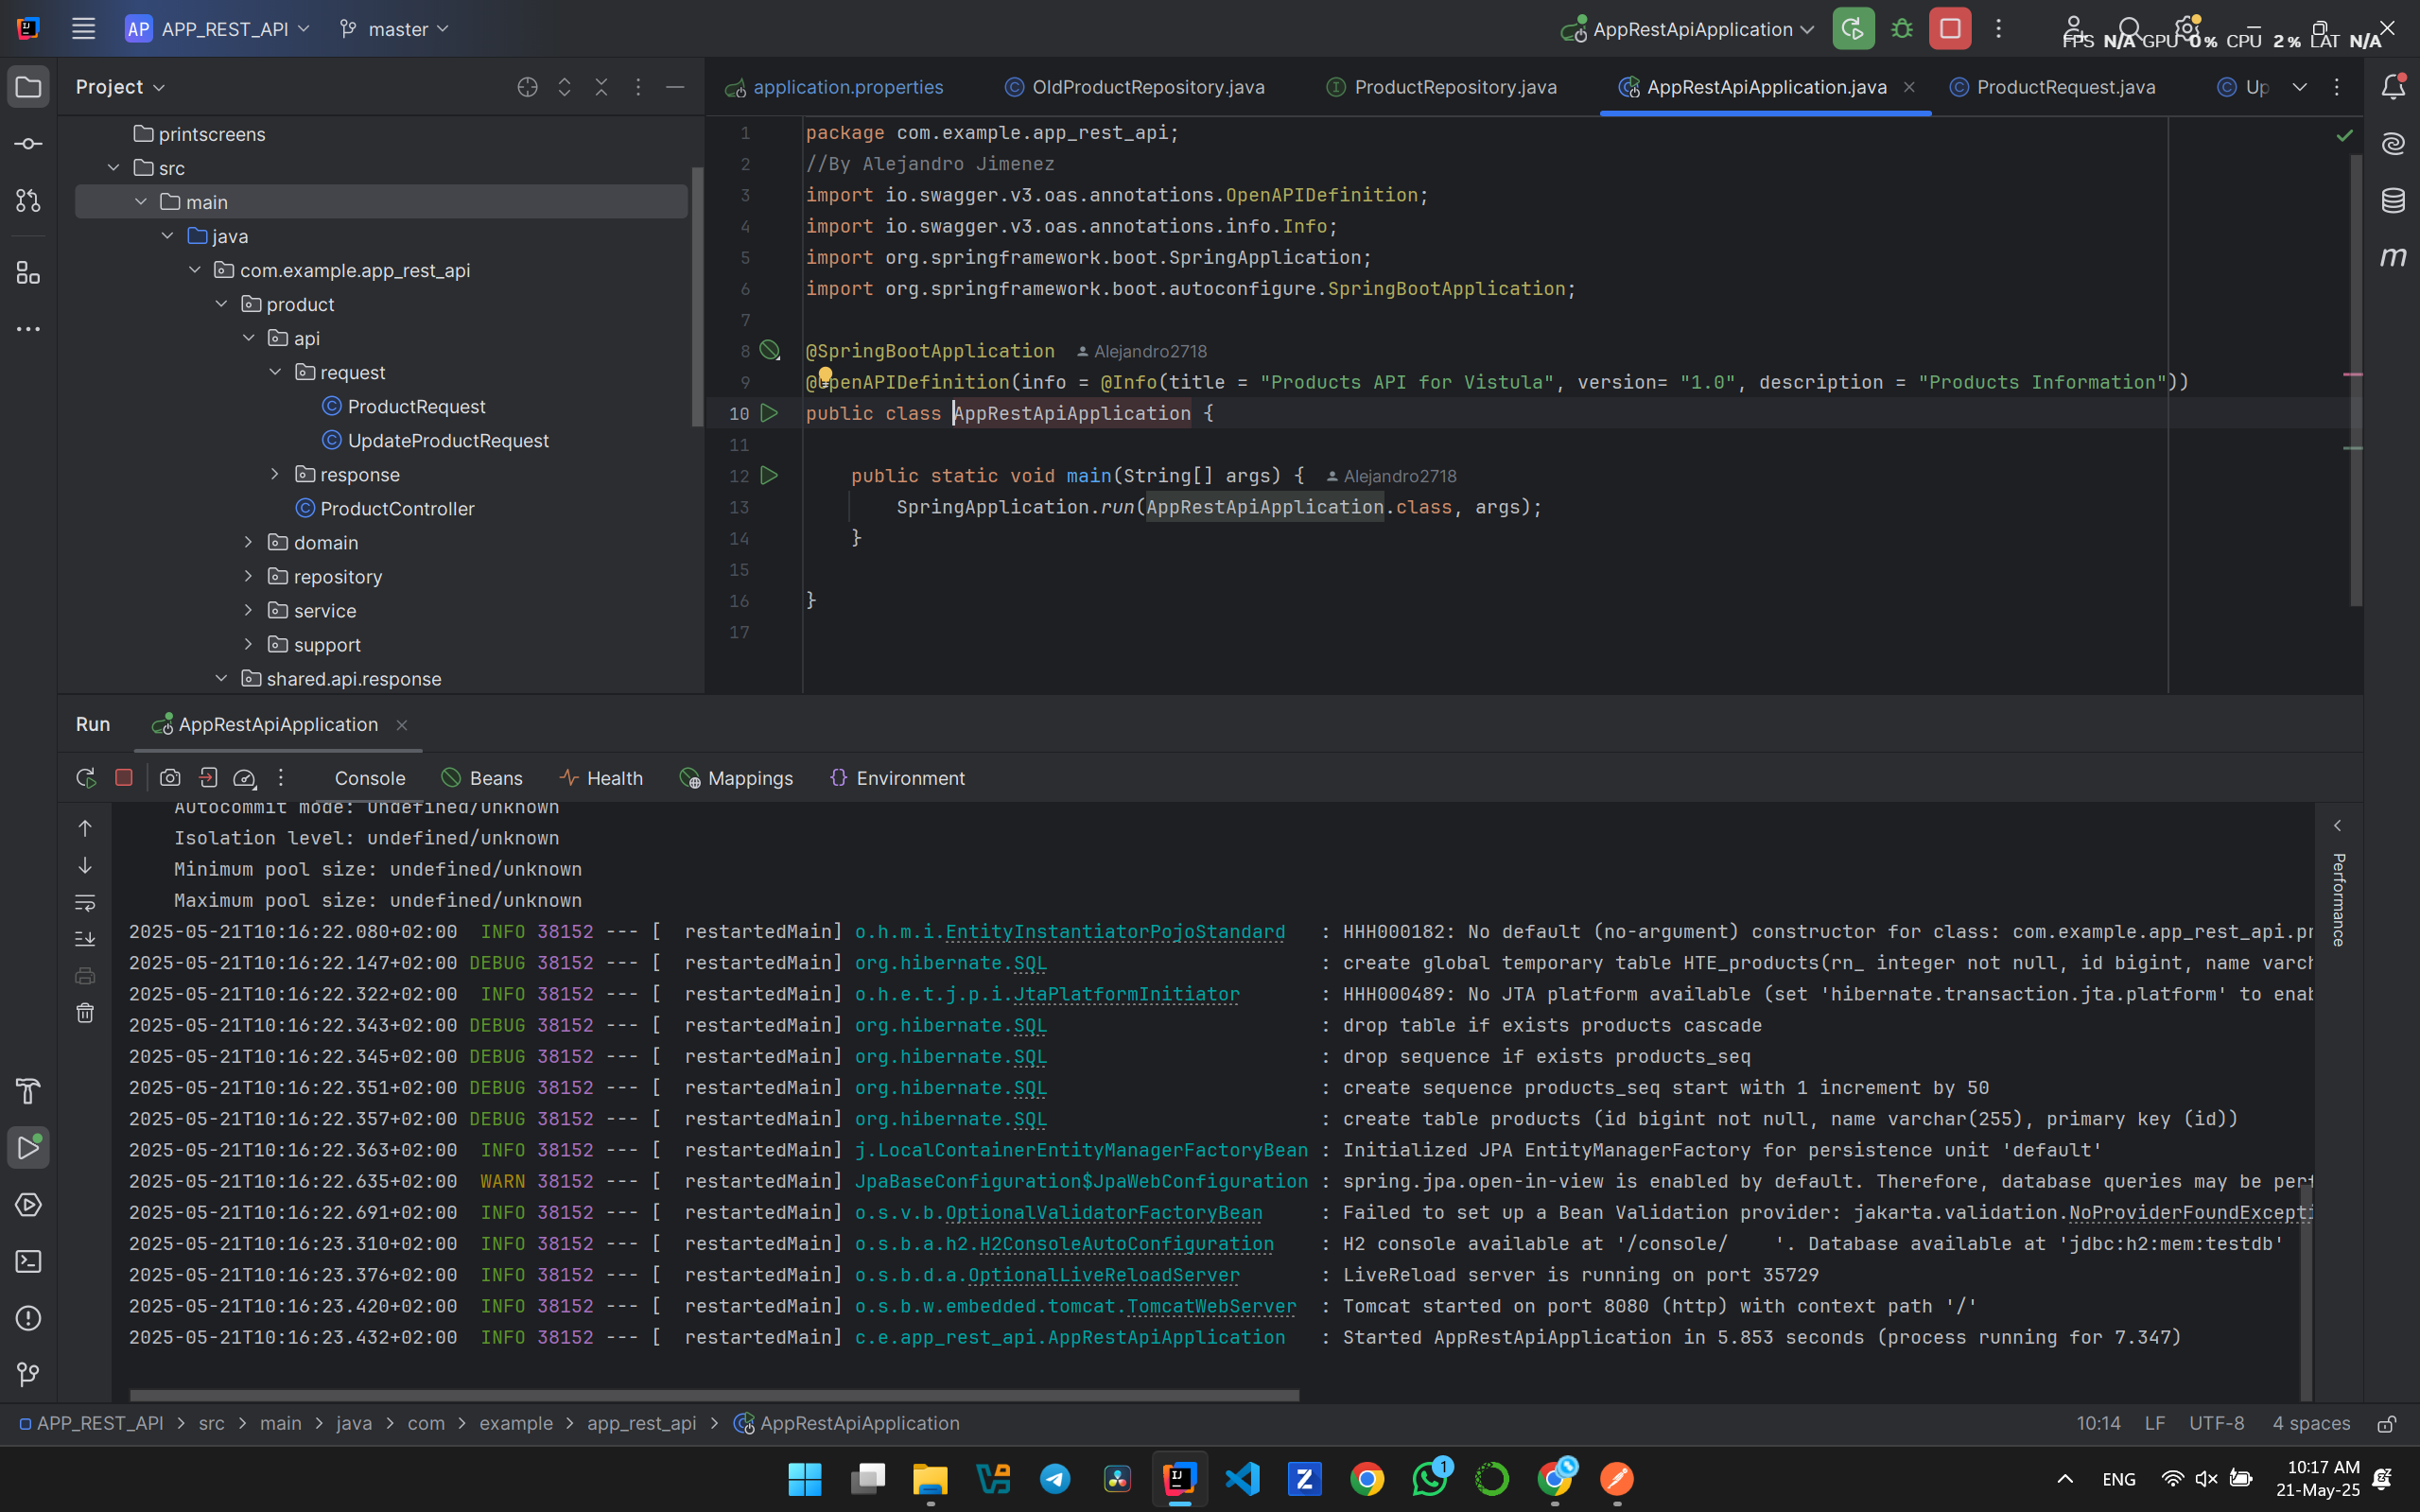 AP APP_REST_API master AppRestApiApplication
FPS N/A GPU 0% CPU 2% LAT N/A
Project
application.properties OldProductRepository.java ProductRepository.java AppRestApiApplication.java ProductRequest.java Up
printscreens
src
main
java
com.example.app_rest_api
product
api
request
ProductRequest
UpdateProductRequest
response
ProductController
domain
repository
service
support
shared.api.response
1 package com.example.app_rest_api;
2 //By Alejandro Jimenez
3 import io.swagger.v3.oas.annotations.OpenAPIDefinition;
4 import io.swagger.v3.oas.annotations.info.Info;
5 import org.springframework.boot.SpringApplication;
6 import org.springframework.boot.autoconfigure.SpringBootApplication;
7
8 @SpringBootApplication Alejandro2718
9 @OpenAPIDefinition(info = @Info(title = "Products API for Vistula", version= "1.0", description = "Products Information"))
10 public class AppRestApiApplication {
11
12 public static void main(String[] args) { Alejandro2718
13 SpringApplication.run(AppRestApiApplication.class, args);
14 }
15
16 }
17
Run AppRestApiApplication
Console Beans Health Mappings Environment
Autocommit mode: undefined/unknown
Isolation level: undefined/unknown
Minimum pool size: undefined/unknown
Maximum pool size: undefined/unknown
2025-05-21T10:16:22.080+02:00 INFO 38152 --- [ restartedMain] o.h.m.i.EntityInstantiatorPojoStandard : HHH000182: No default (no-argument) constructor for class: com.example.app_rest_api.pr
2025-05-21T10:16:22.147+02:00 DEBUG 38152 --- [ restartedMain] org.hibernate.SQL : create global temporary table HTE_products(rn_ integer not null, id bigint, name varch
2025-05-21T10:16:22.322+02:00 INFO 38152 --- [ restartedMain] o.h.e.t.j.p.i.JtaPlatformInitiator : HHH000489: No JTA platform available (set 'hibernate.transaction.jta.platform' to enab
2025-05-21T10:16:22.343+02:00 DEBUG 38152 --- [ restartedMain] org.hibernate.SQL : drop table if exists products cascade
2025-05-21T10:16:22.345+02:00 DEBUG 38152 --- [ restartedMain] org.hibernate.SQL : drop sequence if exists products_seq
2025-05-21T10:16:22.351+02:00 DEBUG 38152 --- [ restartedMain] org.hibernate.SQL : create sequence products_seq start with 1 increment by 50
2025-05-21T10:16:22.357+02:00 DEBUG 38152 --- [ restartedMain] org.hibernate.SQL : create table products (id bigint not null, name varchar(255), primary key (id))
2025-05-21T10:16:22.363+02:00 INFO 38152 --- [ restartedMain] j.LocalContainerEntityManagerFactoryBean : Initialized JPA EntityManagerFactory for persistence unit 'default'
2025-05-21T10:16:22.635+02:00 WARN 38152 --- [ restartedMain] JpaBaseConfiguration$JpaWebConfiguration : spring.jpa.open-in-view is enabled by default. Therefore, database queries may be perf
2025-05-21T10:16:22.691+02:00 INFO 38152 --- [ restartedMain] o.s.v.b.OptionalValidatorFactoryBean : Failed to set up a Bean Validation provider: jakarta.validation.NoProviderFoundExcepti
2025-05-21T10:16:23.310+02:00 INFO 38152 --- [ restartedMain] o.s.b.a.h2.H2ConsoleAutoConfiguration : H2 console available at '/console/ '. Database available at 'jdbc:h2:mem:testdb'
2025-05-21T10:16:23.376+02:00 INFO 38152 --- [ restartedMain] o.s.b.d.a.OptionalLiveReloadServer : LiveReload server is running on port 35729
2025-05-21T10:16:23.420+02:00 INFO 38152 --- [ restartedMain] o.s.b.w.embedded.tomcat.TomcatWebServer : Tomcat started on port 8080 (http) with context path '/'
2025-05-21T10:16:23.432+02:00 INFO 38152 --- [ restartedMain] c.e.app_rest_api.AppRestApiApplication : Started AppRestApiApplication in 5.853 seconds (process running for 7.347)
Performance
APP_REST_API > src > main > java > com > example > app_rest_api > AppRestApiApplication 10:14 LF UTF-8 4 spaces
1
ENG
10:17 AM
21-May-25